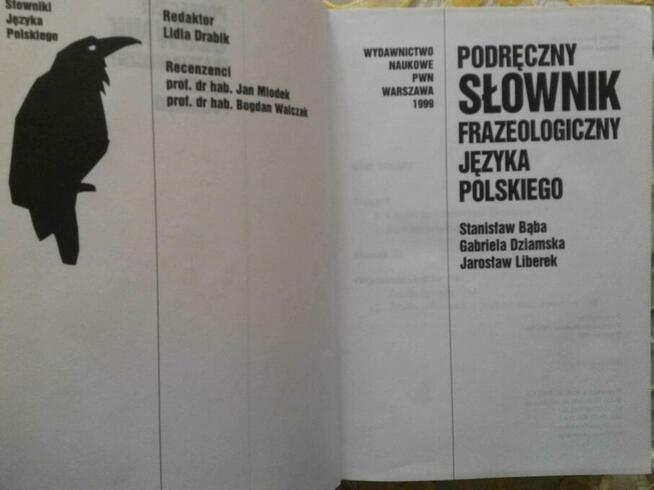 Słowniki
Języka
Polskiego
Redaktor
Lidia Drabik
Recenzenci
prof. dr hab. Jan Miodek
prof. dr hab. Bogdan Walczak
WYDAWNICTWO
NAUKOWE
PWN
WARSZAWA
1999
PODRĘCZNY
SŁOWNIK
FRAZEOLOGICZNY
JĘZYKA
POLSKIEGO
Stanisław Bąba
Gabriela Dziamska
Jarosław Liberek